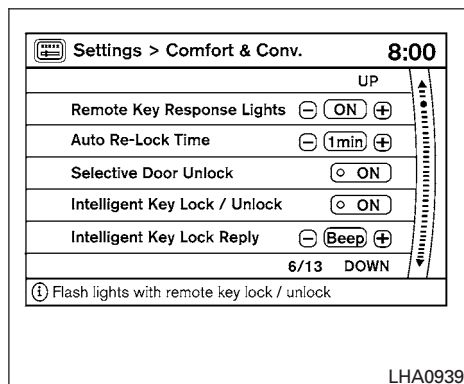 Settings > Comfort & Conv. 8:00
UP
Remote Key Response Lights − ON +
Auto Re-Lock Time − 1min +
Selective Door Unlock ON
Intelligent Key Lock / Unlock ON
Intelligent Key Lock Reply − Beep +
6/13 DOWN
i Flash lights with remote key lock / unlock
LHA0939